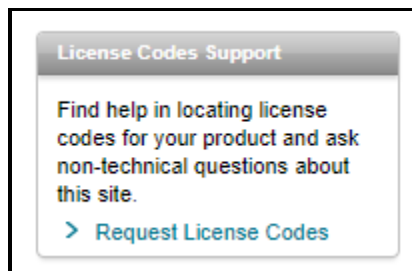 License Codes Support
Find help in locating license
codes for your product and ask
non-technical questions about
this site.
> Request License Codes